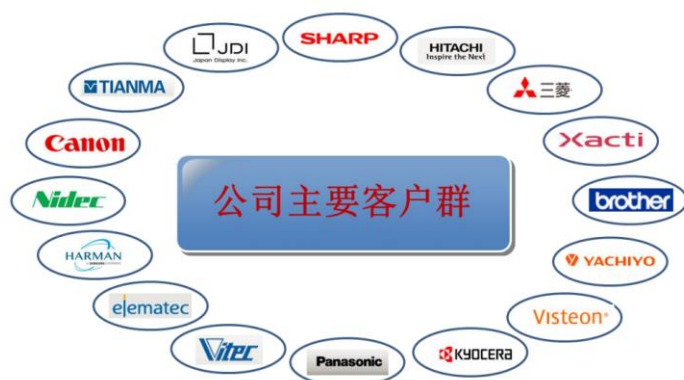 SHARP
HITACHI
Inspire the Next
三菱
Xacti
brother
YACHIYO
Visteon
KYOCERA
Panasonic
Vitec
elematec
HARMAN
Nidec
Canon
TIANMA
JDI
Japan Display Inc.
公司主要客户群